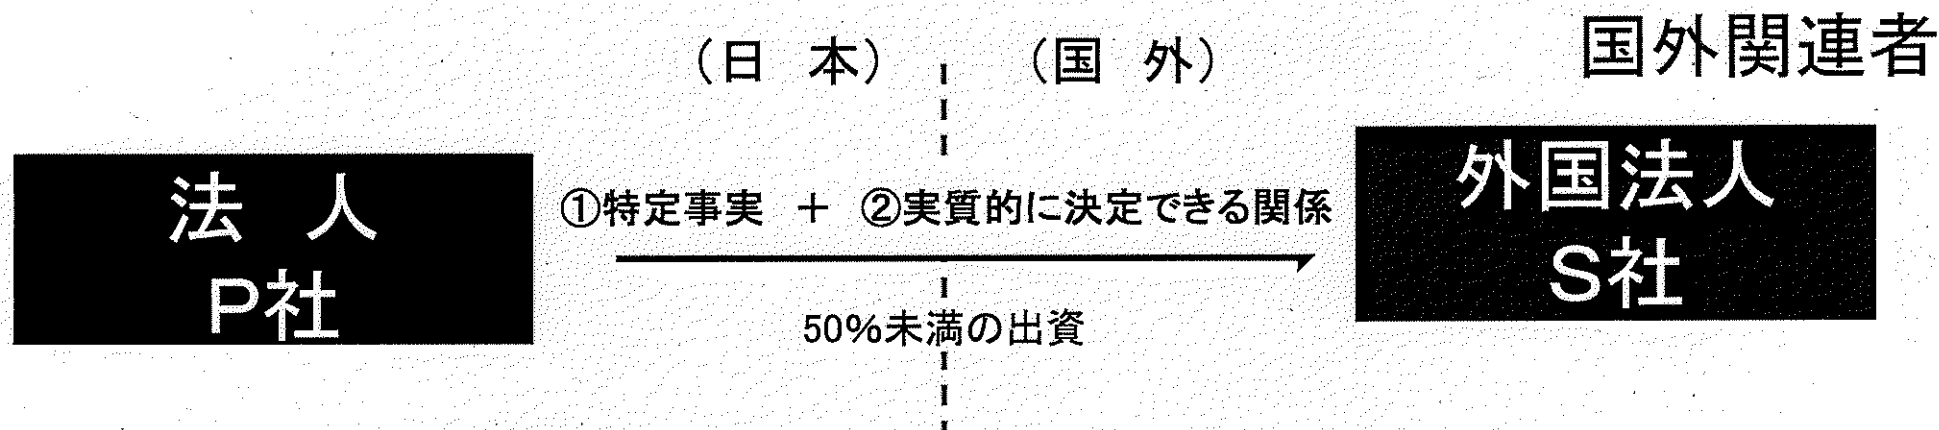 （日　本）
（国　外）
国外関連者
法　人
P社
①特定事実　＋　②実質的に決定できる関係
50%未満の出資
外国法人
S社